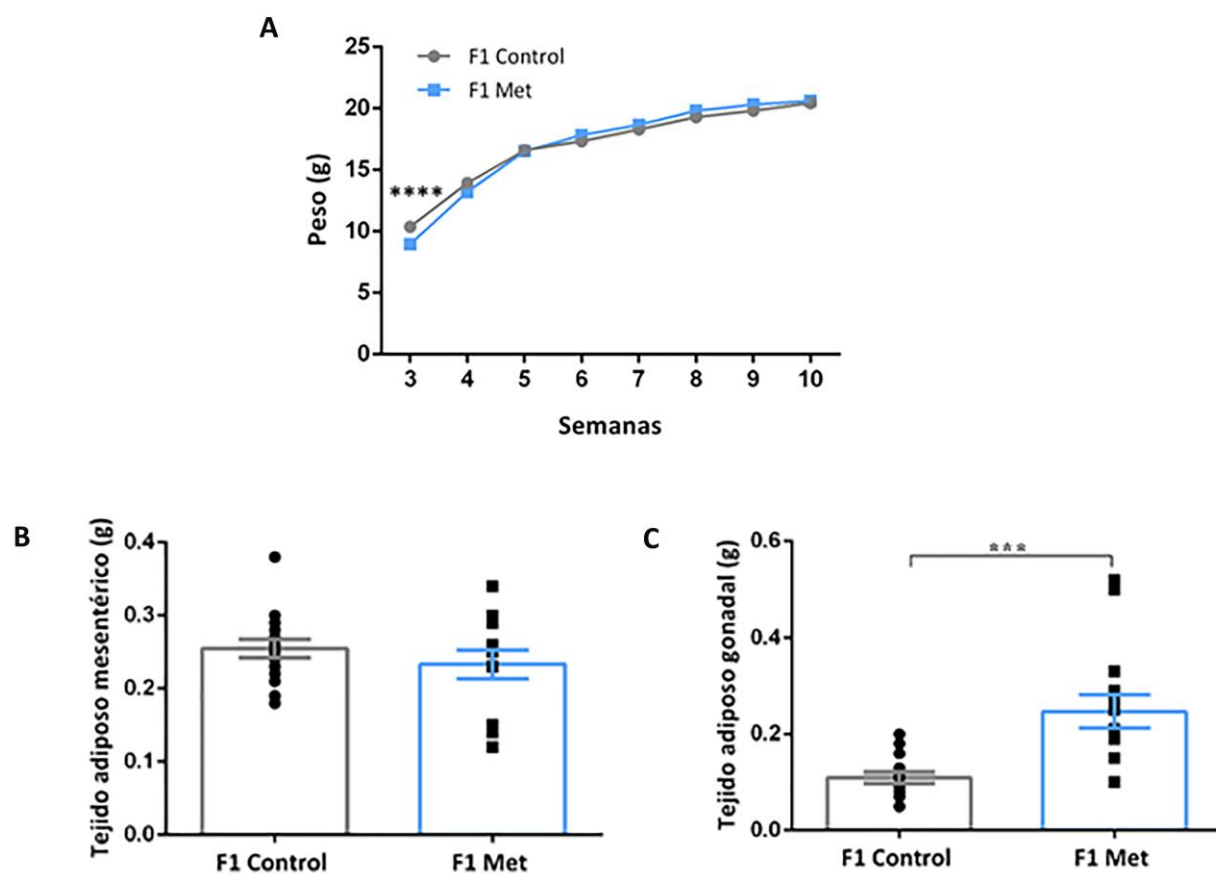 A
25
20
15
10
5
0
Peso (g)
F1 Control
F1 Met
****
3 4 5 6 7 8 9 10
Semanas
B
Tejido adiposo mesentérico (g)
0.4
0.3
0.2
0.1
0.0
F1 Control F1 Met
C
Tejido adiposo gonadal (g)
0.6
0.4
0.2
0.0
***
F1 Control F1 Met